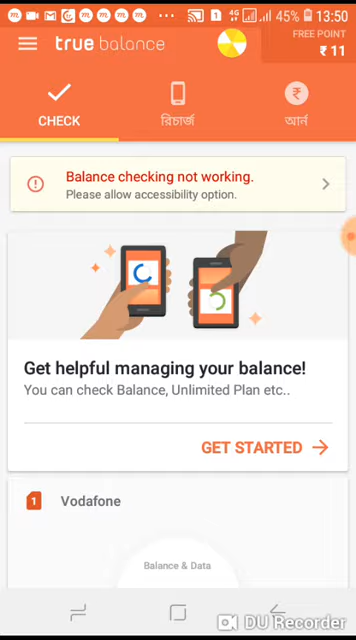 45% 13:50
true balance
FREE POINT
₹ 11
CHECK
রিচার্জ
আর্ন
Balance checking not working.
Please allow accessibility option.
Get helpful managing your balance!
You can check Balance, Unlimited Plan etc..
GET STARTED
1 Vodafone
Balance & Data
DU Recorder